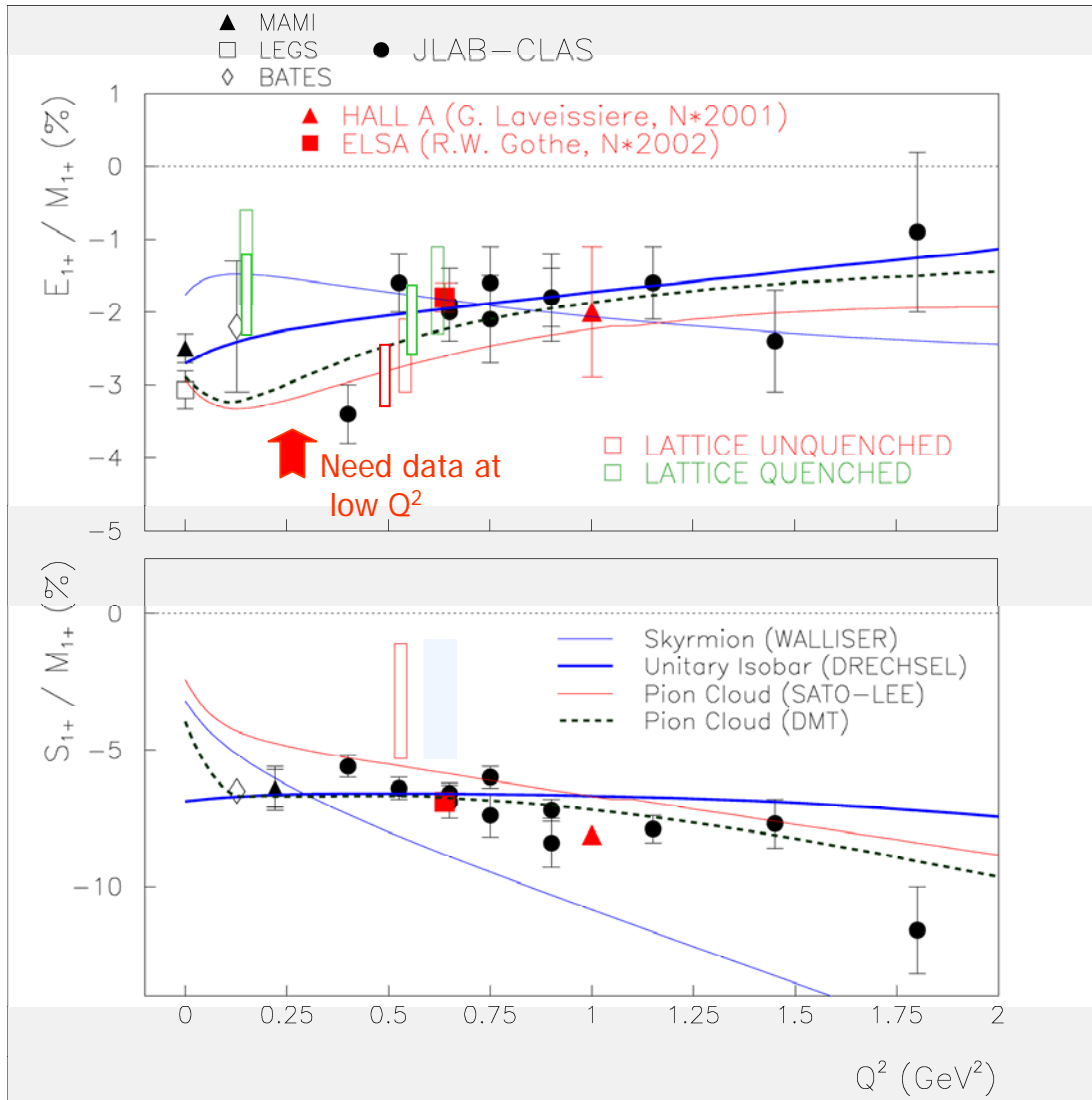 ▲ MAMI
□ LEGS ● JLAB-CLAS
◇ BATES
E1+ / M1+ (%)
1
0
-1
-2
-3
-4
-5
▲ HALL A (G. Laveissiere, N*2001)
■ ELSA (R.W. Gothe, N*2002)
□ LATTICE UNQUENCHED
□ LATTICE QUENCHED
Need data at
low Q²
S1+ / M1+ (%)
0
-5
-10
Skyrmion (WALLISER)
Unitary Isobar (DRECHSEL)
Pion Cloud (SATO-LEE)
Pion Cloud (DMT)
0 0.25 0.5 0.75 1 1.25 1.5 1.75 2
Q² (GeV²)